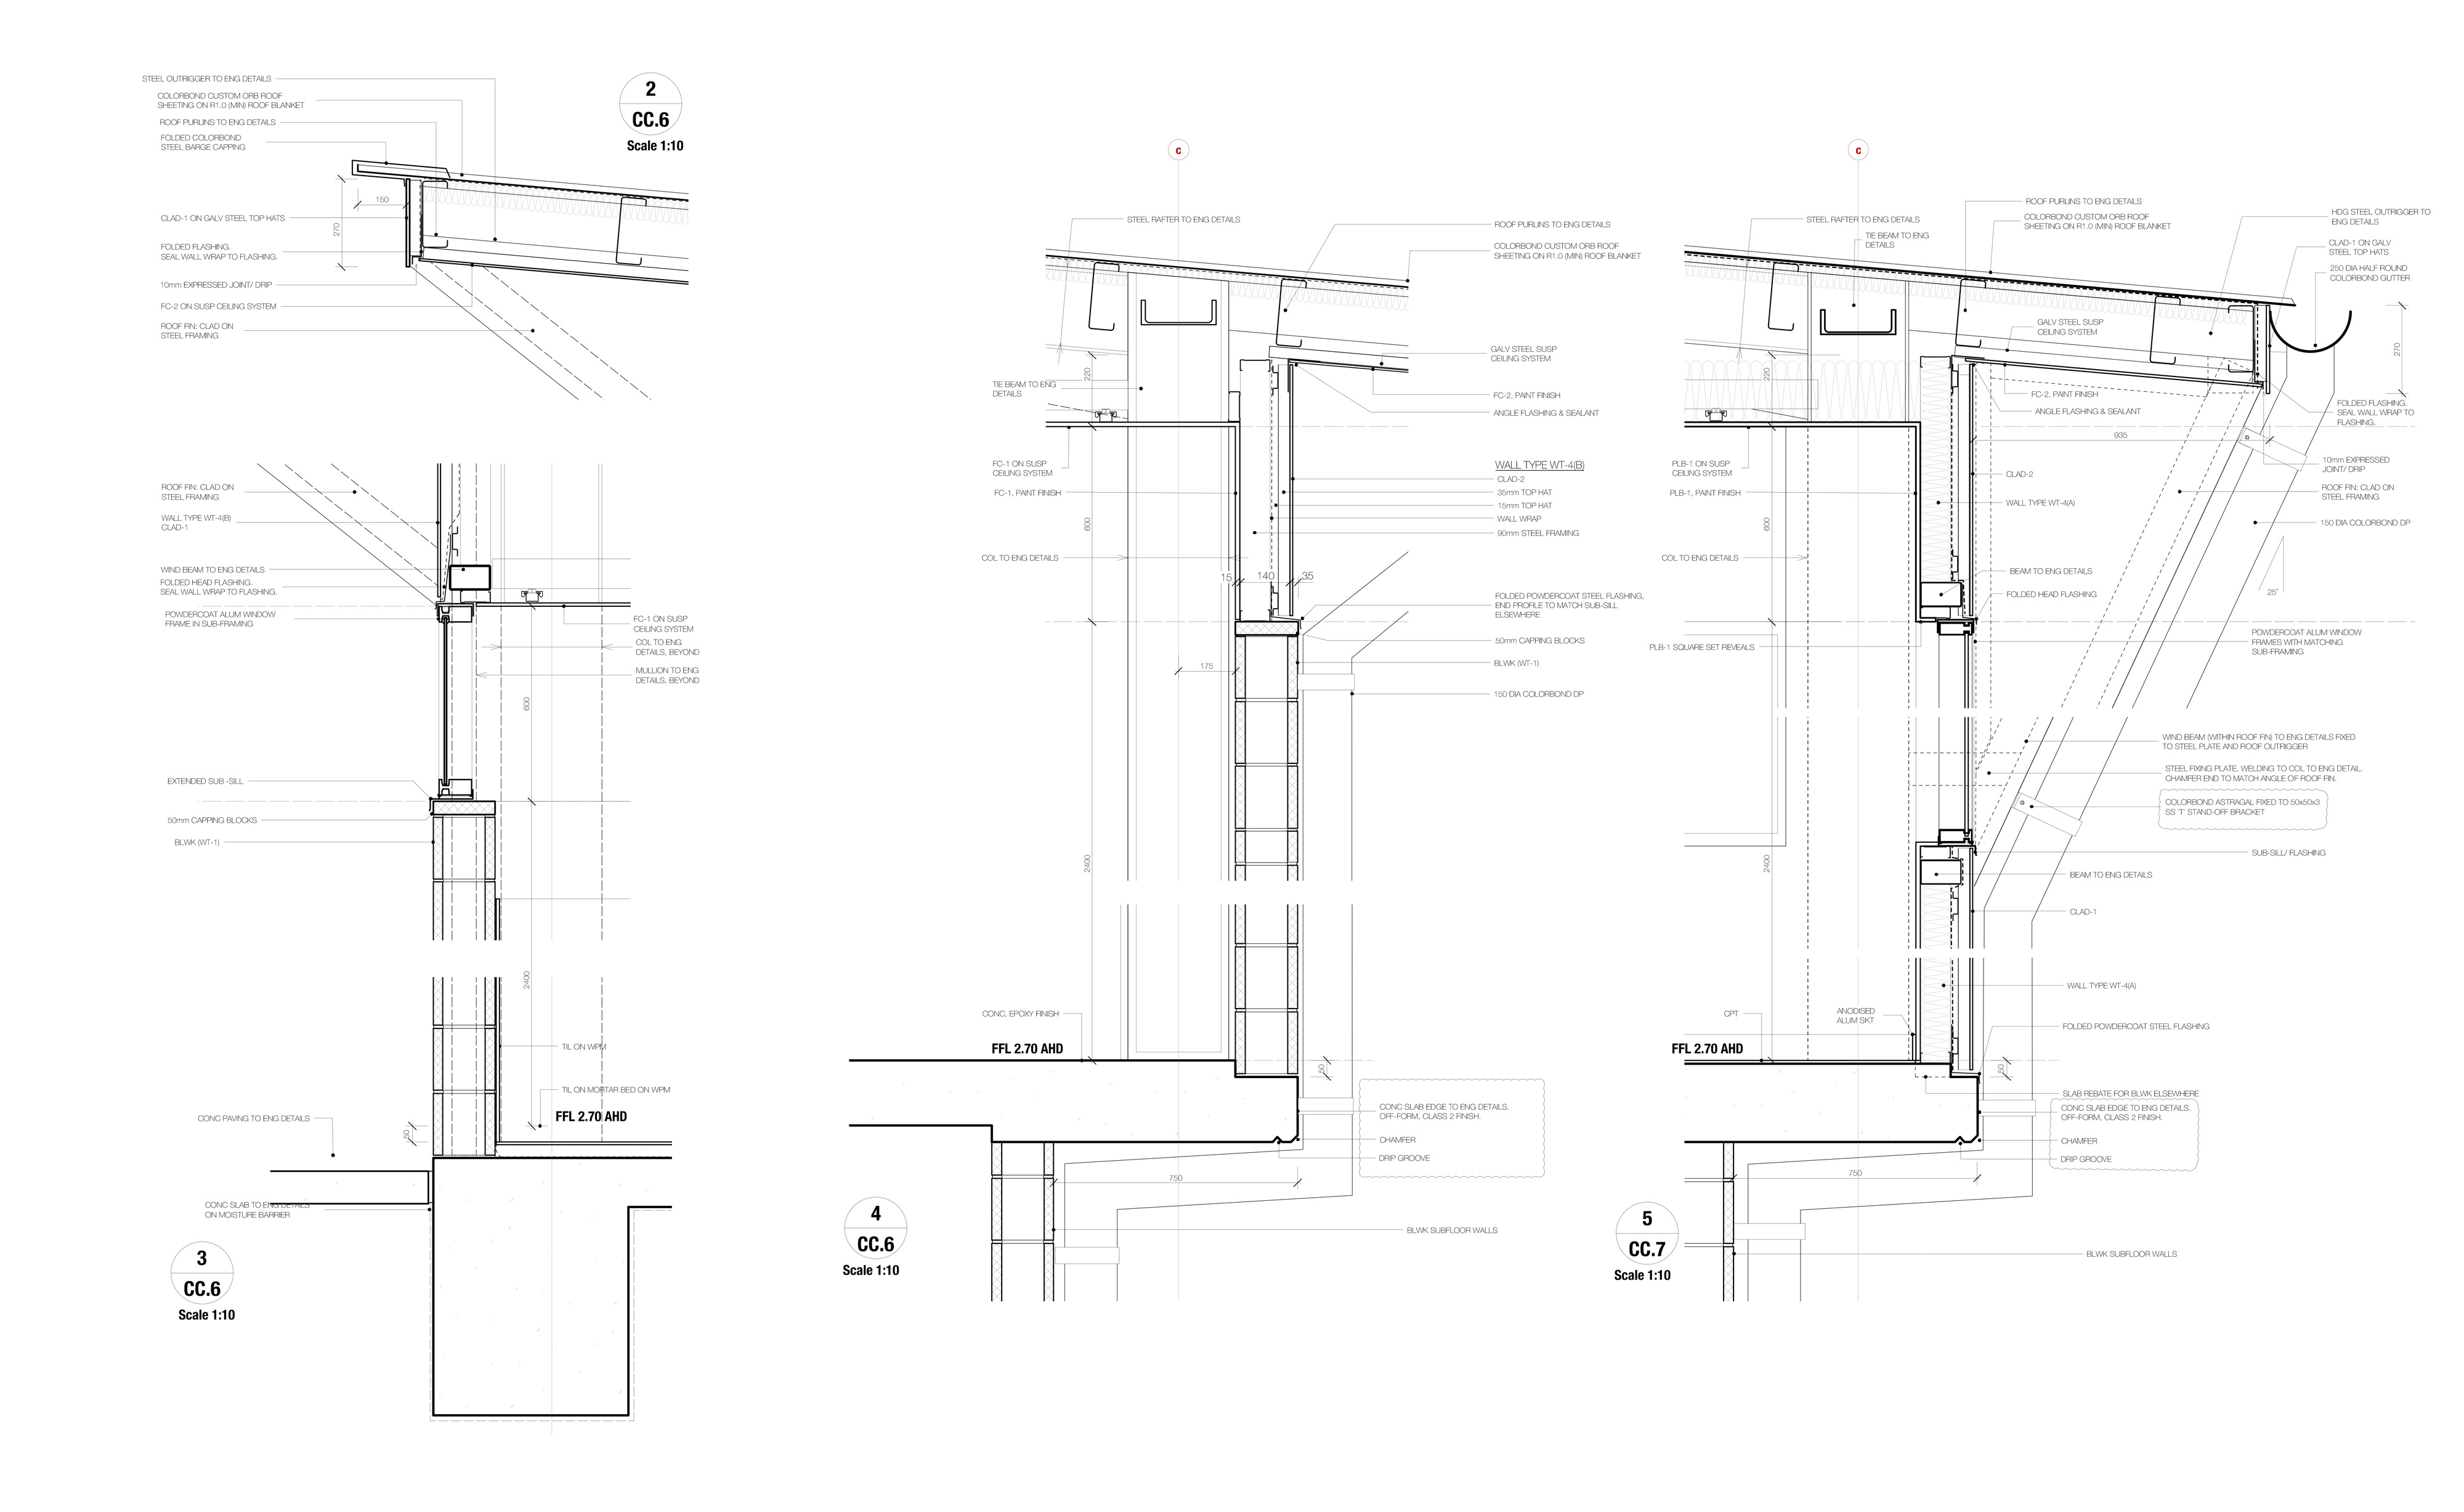 STEEL OUTRIGGER TO ENG DETAILS
COLORBOND CUSTOM ORB ROOF
SHEETING ON R1.0 (MIN) ROOF BLANKET
ROOF PURLINS TO ENG DETAILS
FOLDED COLORBOND
STEEL BARGE CAPPING
150
270
CLAD-1 ON GALV STEEL TOP HATS
FOLDED FLASHING.
SEAL WALL WRAP TO FLASHING.
10mm EXPRESSED JOINT/ DRIP
FC-2 ON SUSP CEILING SYSTEM
ROOF FIN: CLAD ON
STEEL FRAMING
2
CC.6
Scale 1:10
ROOF FIN: CLAD ON
STEEL FRAMING
WALL TYPE WT-4(B)
CLAD-1
WIND BEAM TO ENG DETAILS
FOLDED HEAD FLASHING.
SEAL WALL WRAP TO FLASHING.
POWDERCOAT ALUM WINDOW
FRAME IN SUB-FRAMING
FC-1 ON SUSP
CEILING SYSTEM
COL TO ENG
DETAILS, BEYOND
MULLION TO ENG
DETAILS, BEYOND
600
EXTENDED SUB -SILL
50mm CAPPING BLOCKS
BLWK (WT-1)
2400
TIL ON WPM
TIL ON MORTAR BED ON WPM
FFL 2.70 AHD
CONC PAVING TO ENG DETAILS
50
CONC SLAB TO ENG DETAILS
ON MOISTURE BARRIER
3
CC.6
Scale 1:10
c
STEEL RAFTER TO ENG DETAILS
ROOF PURLINS TO ENG DETAILS
COLORBOND CUSTOM ORB ROOF
SHEETING ON R1.0 (MIN) ROOF BLANKET
GALV STEEL SUSP
CEILING SYSTEM
220
TIE BEAM TO ENG
DETAILS
FC-2, PAINT FINISH
ANGLE FLASHING & SEALANT
FC-1 ON SUSP
CEILING SYSTEM
FC-1, PAINT FINISH
WALL TYPE WT-4(B)
CLAD-2
35mm TOP HAT
15mm TOP HAT
WALL WRAP
90mm STEEL FRAMING
600
COL TO ENG DETAILS
15
140
35
FOLDED POWDERCOAT STEEL FLASHING,
END PROFILE TO MATCH SUB-SILL
ELSEWHERE
50mm CAPPING BLOCKS
BLWK (WT-1)
175
150 DIA COLORBOND DP
2400
CONC, EPOXY FINISH
FFL 2.70 AHD
50
CONC SLAB EDGE TO ENG DETAILS.
OFF-FORM, CLASS 2 FINISH.
CHAMFER
DRIP GROOVE
750
BLWK SUBFLOOR WALLS
4
CC.6
Scale 1:10
c
STEEL RAFTER TO ENG DETAILS
TIE BEAM TO ENG
DETAILS
ROOF PURLINS TO ENG DETAILS
COLORBOND CUSTOM ORB ROOF
SHEETING ON R1.0 (MIN) ROOF BLANKET
HDG STEEL OUTRIGGER TO
ENG DETAILS
CLAD-1 ON GALV
STEEL TOP HATS
250 DIA HALF ROUND
COLORBOND GUTTER
GALV STEEL SUSP
CEILING SYSTEM
270
220
FC-2, PAINT FINISH
ANGLE FLASHING & SEALANT
FOLDED FLASHING.
SEAL WALL WRAP TO
FLASHING.
935
PLB-1 ON SUSP
CEILING SYSTEM
PLB-1, PAINT FINISH
CLAD-2
WALL TYPE WT-4(A)
10mm EXPRESSED
JOINT/ DRIP
ROOF FIN: CLAD ON
STEEL FRAMING
150 DIA COLORBOND DP
600
COL TO ENG DETAILS
BEAM TO ENG DETAILS
FOLDED HEAD FLASHING
25°
PLB-1 SQUARE SET REVEALS
POWDERCOAT ALUM WINDOW
FRAMES WITH MATCHING
SUB-FRAMING
WIND BEAM (WITHIN ROOF FIN) TO ENG DETAILS FIXED
TO STEEL PLATE AND ROOF OUTRIGGER
STEEL FIXING PLATE, WELDING TO COL TO ENG DETAIL.
CHAMFER END TO MATCH ANGLE OF ROOF FIN.
COLORBOND ASTRAGAL FIXED TO 50x50x3
SS 'T' STAND-OFF BRACKET
SUB-SILL/ FLASHING
2400
BEAM TO ENG DETAILS
CLAD-1
WALL TYPE WT-4(A)
CPT
ANODISED
ALUM SKT
FOLDED POWDERCOAT STEEL FLASHING
FFL 2.70 AHD
50
SLAB REBATE FOR BLWK ELSEWHERE
CONC SLAB EDGE TO ENG DETAILS.
OFF-FORM, CLASS 2 FINISH.
CHAMFER
DRIP GROOVE
750
BLWK SUBFLOOR WALLS
5
CC.7
Scale 1:10